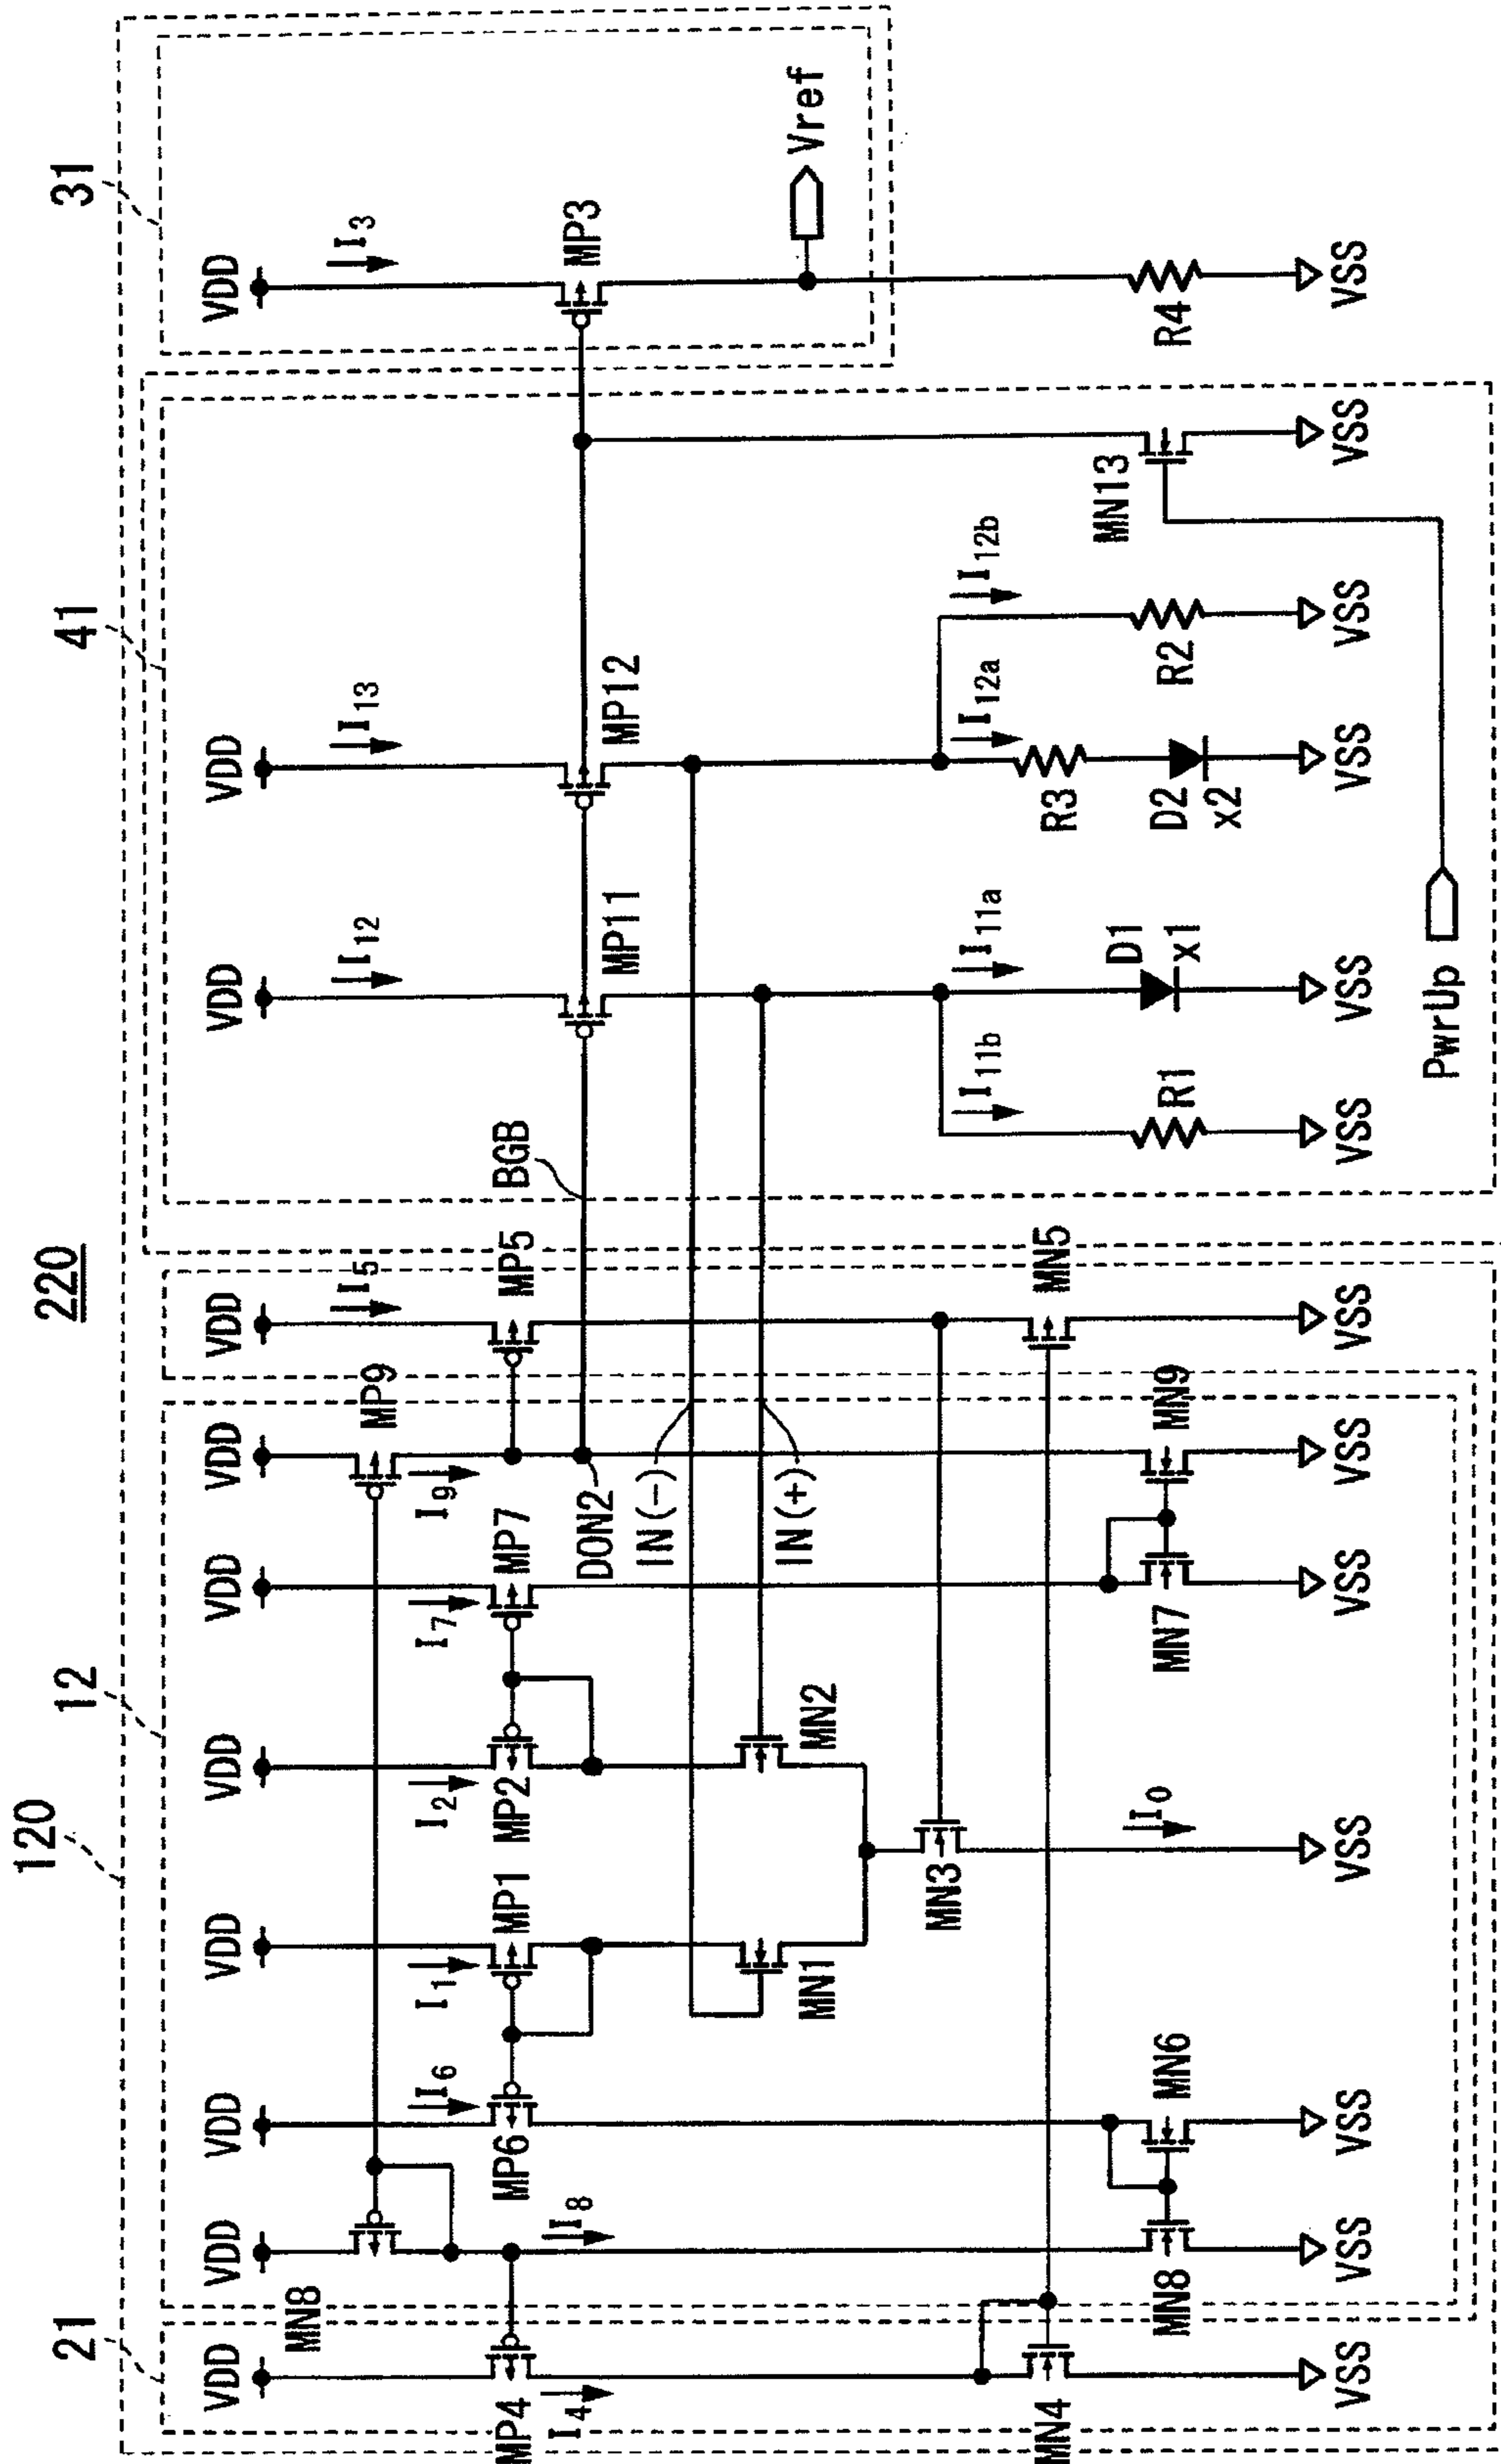 220
120
21
12
41
31
VDD
VDD
VDD
VDD
VDD
VDD
VDD
VDD
VDD
VDD
VDD
MN8
MP9
MP4
I4
I8
MP6
I6
I1
MP1
I2
MP2
I7
MP7
I9
I5
MP5
I12
MP11
I13
MP12
I3
MP3
DON2
BGB
IN(-)
IN(+)
Vref
MN1
MN2
MN3
I0
I11b
I11a
I12a
I12b
MN4
MN8
MN6
MN7
MN9
MN5
R1
D1
x1
R3
D2
x2
R2
MN13
R4
VSS
VSS
VSS
VSS
VSS
VSS
VSS
VSS
VSS
VSS
VSS
VSS
VSS
PwrUp